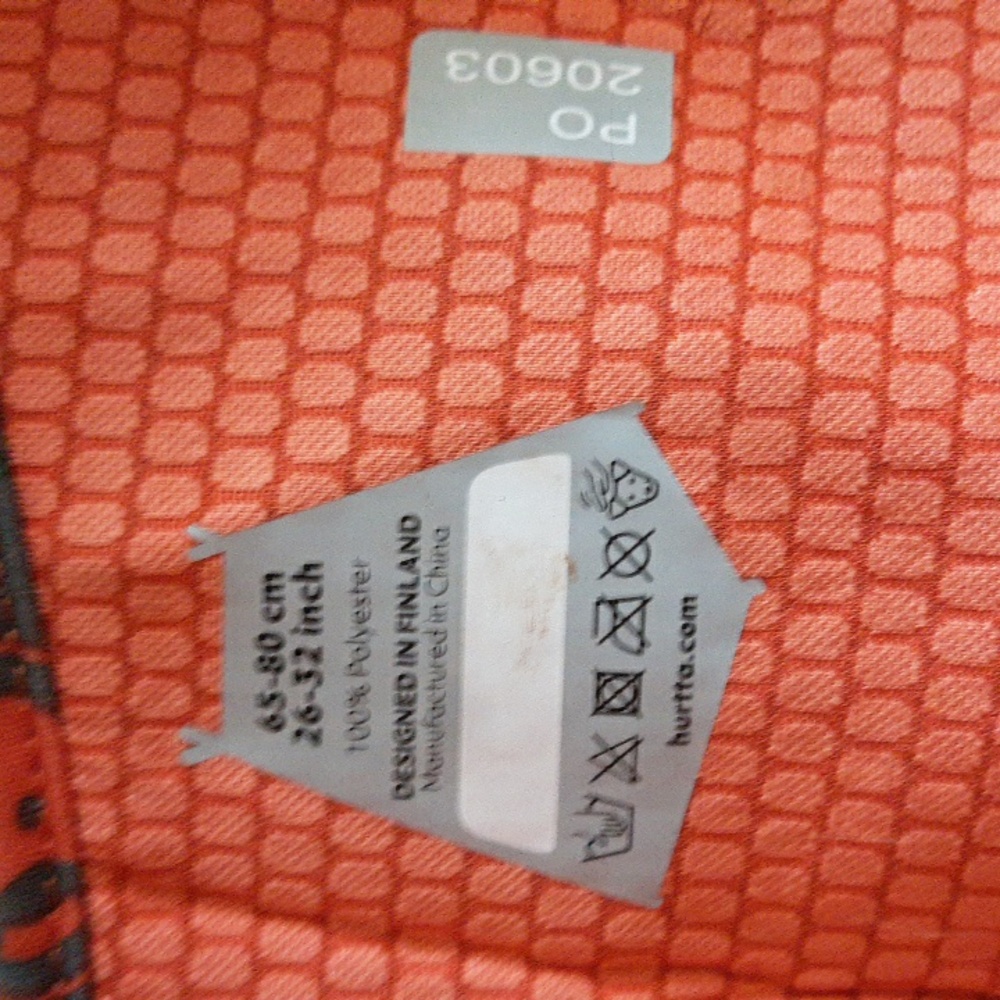 PO
20603
65-80 cm
26-32 inch
100% Polyester
DESIGNED IN FINLAND
Manufactured in China
hurtta.com